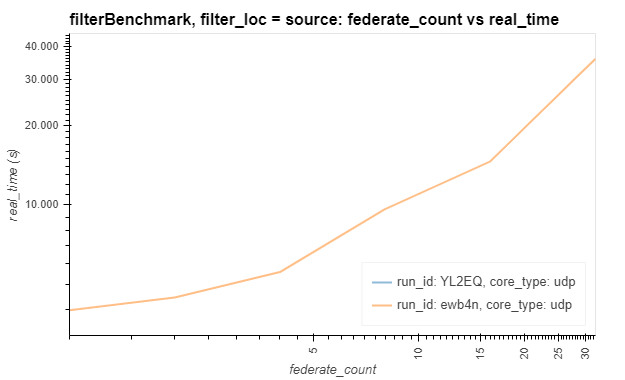 filterBenchmark, filter_loc = source: federate_count vs real_time
40.000
30.000
20.000
10.000
real_time (s)
run_id: YL2EQ, core_type: udp
run_id: ewb4n, core_type: udp
5
10
15
20
25
30
federate_count